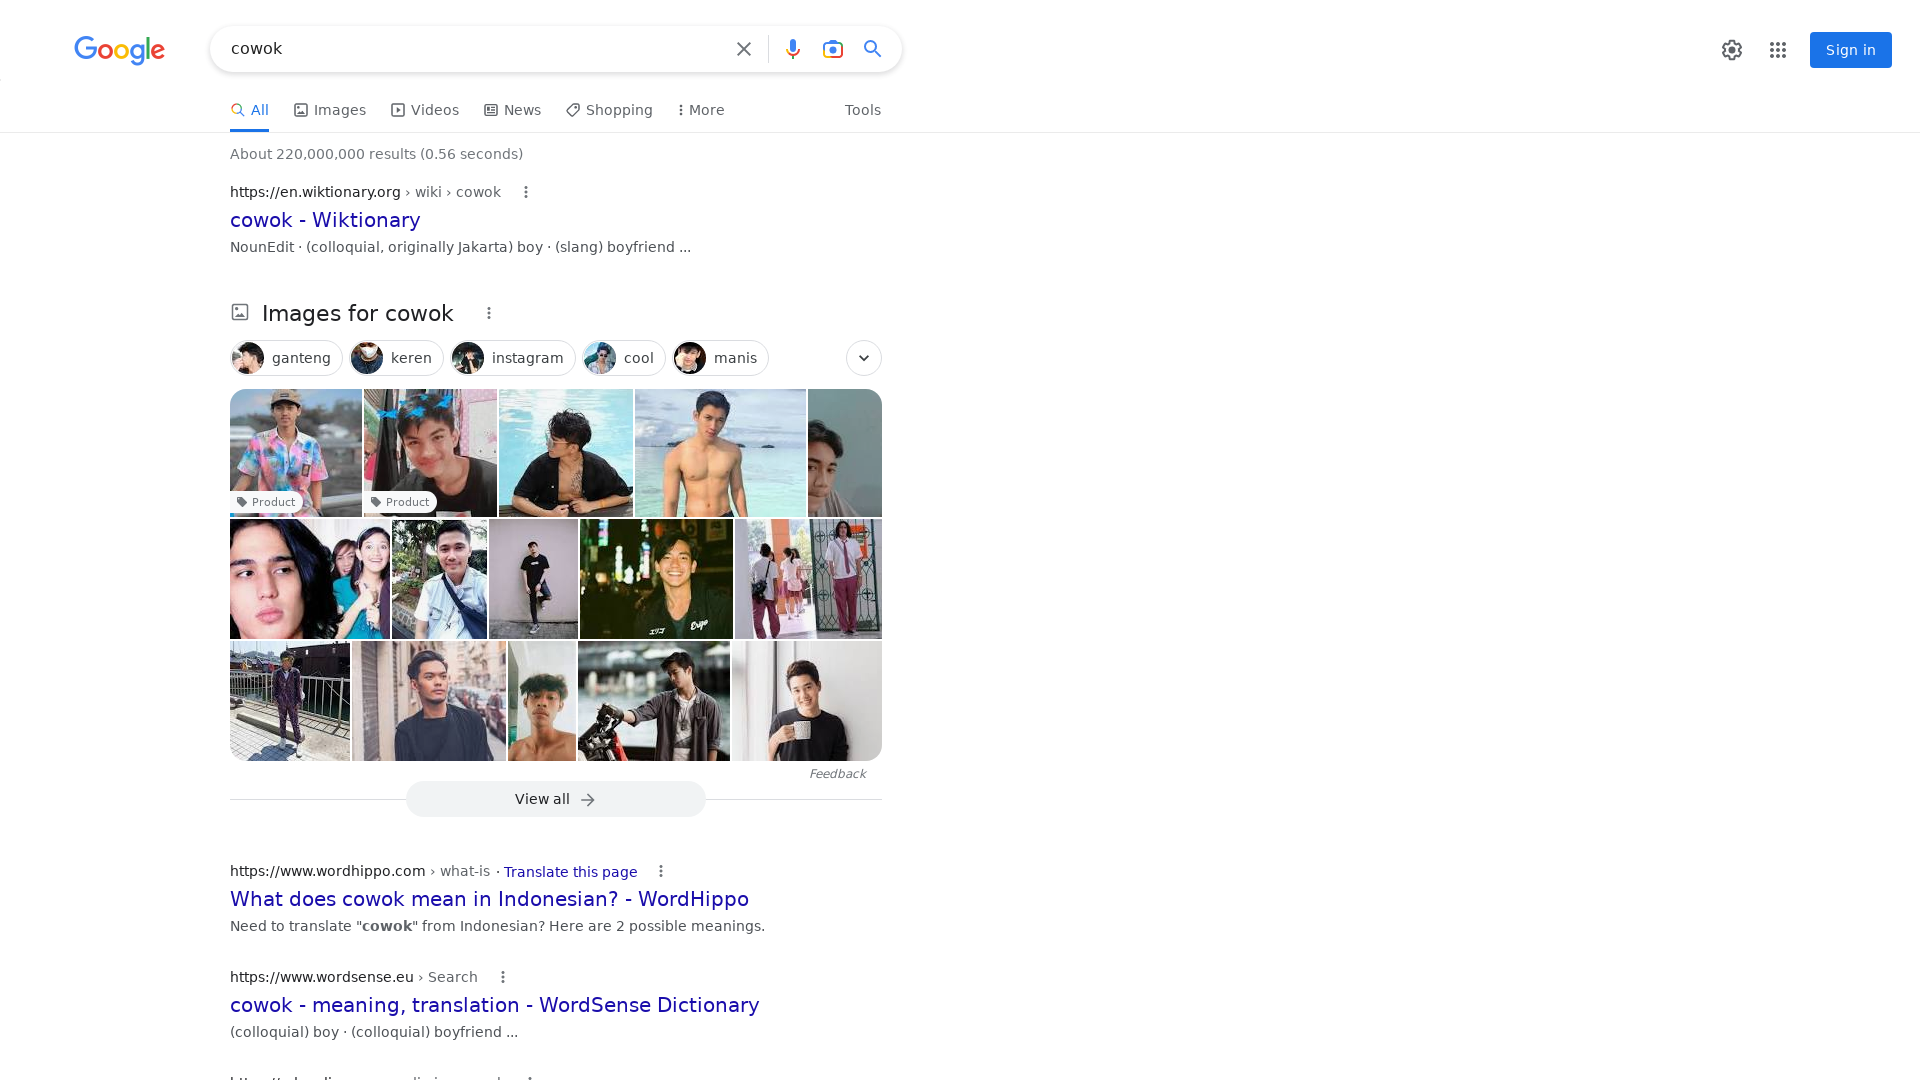 Google
cowok
Sign in
All
Images
Videos
News
Shopping
More
Tools
About 220,000,000 results (0.56 seconds)
https://en.wiktionary.org › wiki › cowok
cowok - Wiktionary
NounEdit · (colloquial, originally Jakarta) boy · (slang) boyfriend ...
Images for cowok
ganteng
keren
instagram
cool
manis
Product
Product
エリコ
Erigo
Feedback
View all
https://www.wordhippo.com › what-is · Translate this page
What does cowok mean in Indonesian? - WordHippo
Need to translate "cowok" from Indonesian? Here are 2 possible meanings.
https://www.wordsense.eu › Search
cowok - meaning, translation - WordSense Dictionary
(colloquial) boy · (colloquial) boyfriend ...